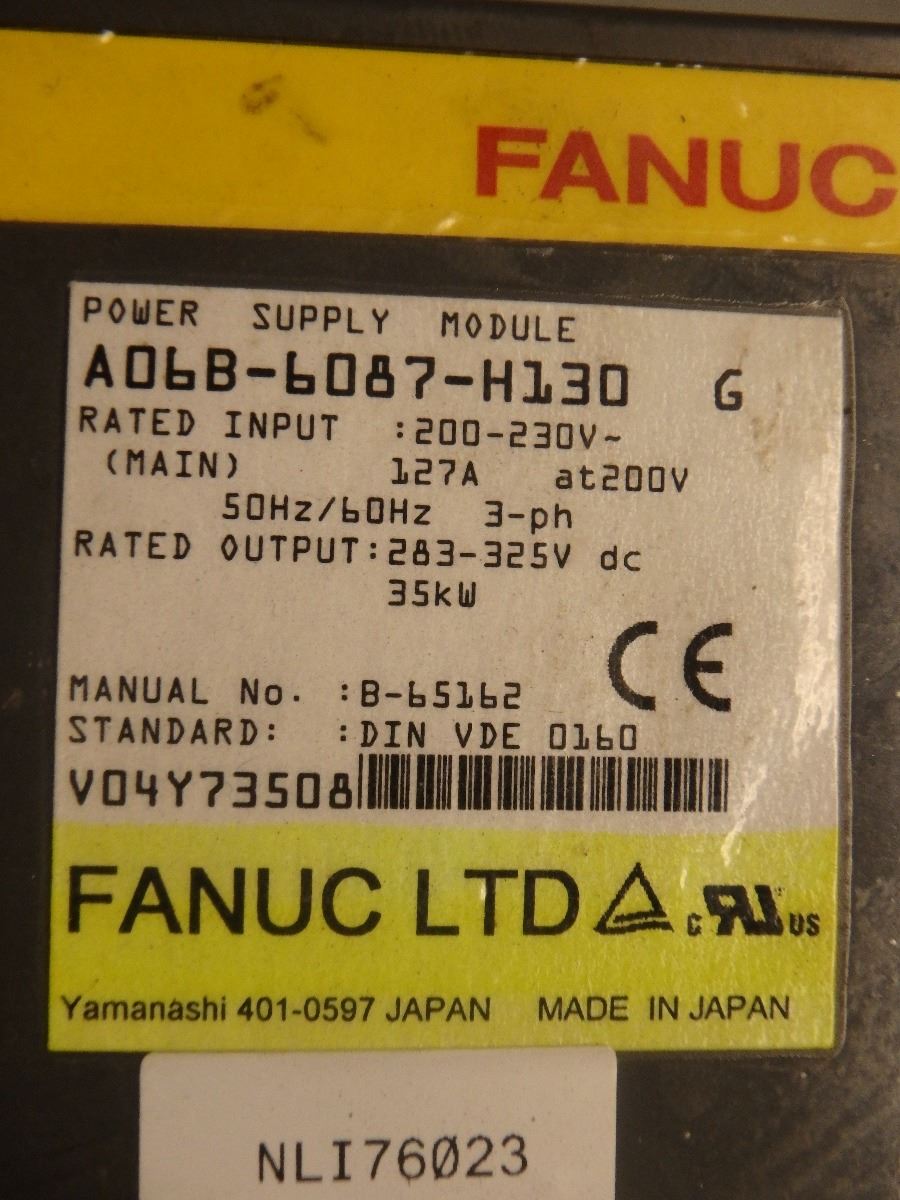 FANUC
POWER SUPPLY MODULE
A06B-6087-H130 G
RATED INPUT :200-230V~
(MAIN) 127A at200V
50Hz/60Hz 3-ph
RATED OUTPUT:283-325V dc
35kW
CE
MANUAL No. :B-65162
STANDARD: :DIN VDE 0160
V04Y73508
FANUC LTD c RU US
Yamanashi 401-0597 JAPAN MADE IN JAPAN
NLI76Ø23